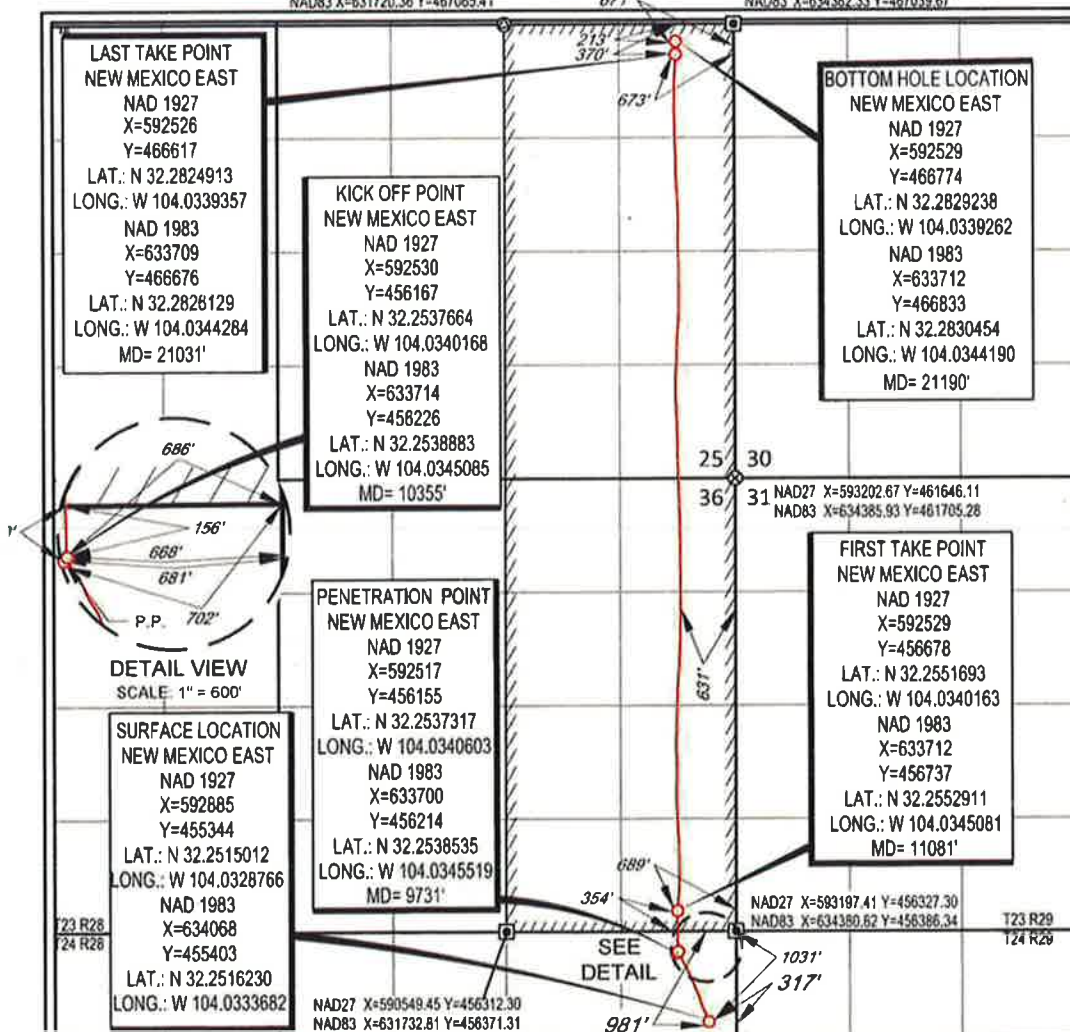 NAD83 X=631720.36 Y=467065.41
671'
NAD83 X=634382.33 Y=467039.67
LAST TAKE POINT
NEW MEXICO EAST
NAD 1927
X=592526
Y=466617
LAT.: N 32.2824913
LONG.: W 104.0339357
NAD 1983
X=633709
Y=466676
LAT.: N 32.2826129
LONG.: W 104.0344284
MD= 21031'
213'
370'
673'
BOTTOM HOLE LOCATION
NEW MEXICO EAST
NAD 1927
X=592529
Y=466774
LAT.: N 32.2829238
LONG.: W 104.0339262
NAD 1983
X=633712
Y=466833
LAT.: N 32.2830454
LONG.: W 104.0344190
MD= 21190'
KICK OFF POINT
NEW MEXICO EAST
NAD 1927
X=592530
Y=456167
LAT.: N 32.2537664
LONG.: W 104.0340168
NAD 1983
X=633714
Y=456226
LAT.: N 32.2538883
LONG.: W 104.0345085
MD= 10355'
25 30
36 31
NAD27 X=593202.67 Y=461646.11
NAD83 X=634385.93 Y=461705.28
686'
156'
668'
681'
702'
P.P.
DETAIL VIEW
SCALE: 1" = 600'
PENETRATION POINT
NEW MEXICO EAST
NAD 1927
X=592517
Y=456155
LAT.: N 32.2537317
LONG.: W 104.0340603
NAD 1983
X=633700
Y=456214
LAT.: N 32.2538535
LONG.: W 104.0345519
MD= 9731'
631'
FIRST TAKE POINT
NEW MEXICO EAST
NAD 1927
X=592529
Y=456678
LAT.: N 32.2551693
LONG.: W 104.0340163
NAD 1983
X=633712
Y=456737
LAT.: N 32.2552911
LONG.: W 104.0345081
MD= 11081'
SURFACE LOCATION
NEW MEXICO EAST
NAD 1927
X=592885
Y=455344
LAT.: N 32.2515012
LONG.: W 104.0328766
NAD 1983
X=634068
Y=455403
LAT.: N 32.2516230
LONG.: W 104.0333682
689'
354'
NAD27 X=593197.41 Y=456327.30
NAD83 X=634380.62 Y=456386.34
T23 R28
T24 R28
T23 R29
T24 R29
SEE
DETAIL
1031'
317'
981'
NAD27 X=590549.45 Y=456312.30
NAD83 X=631732.81 Y=456371.31